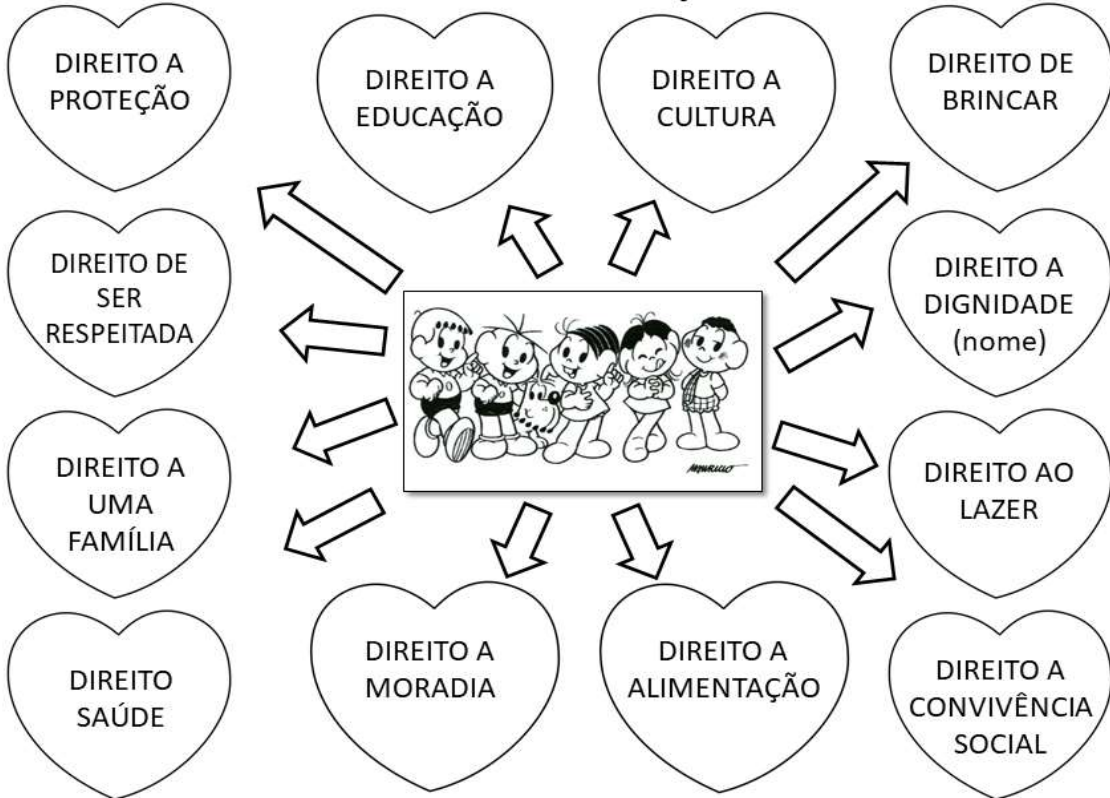 DIREITO A
PROTEÇÃO
DIREITO A
EDUCAÇÃO
DIREITO A
CULTURA
DIREITO DE
BRINCAR
DIREITO DE
SER
RESPEITADA
DIREITO A
DIGNIDADE
(nome)
DIREITO A
UMA
FAMÍLIA
DIREITO AO
LAZER
MAURICIO
DIREITO
SAÚDE
DIREITO A
MORADIA
DIREITO A
ALIMENTAÇÃO
DIREITO A
CONVIVÊNCIA
SOCIAL